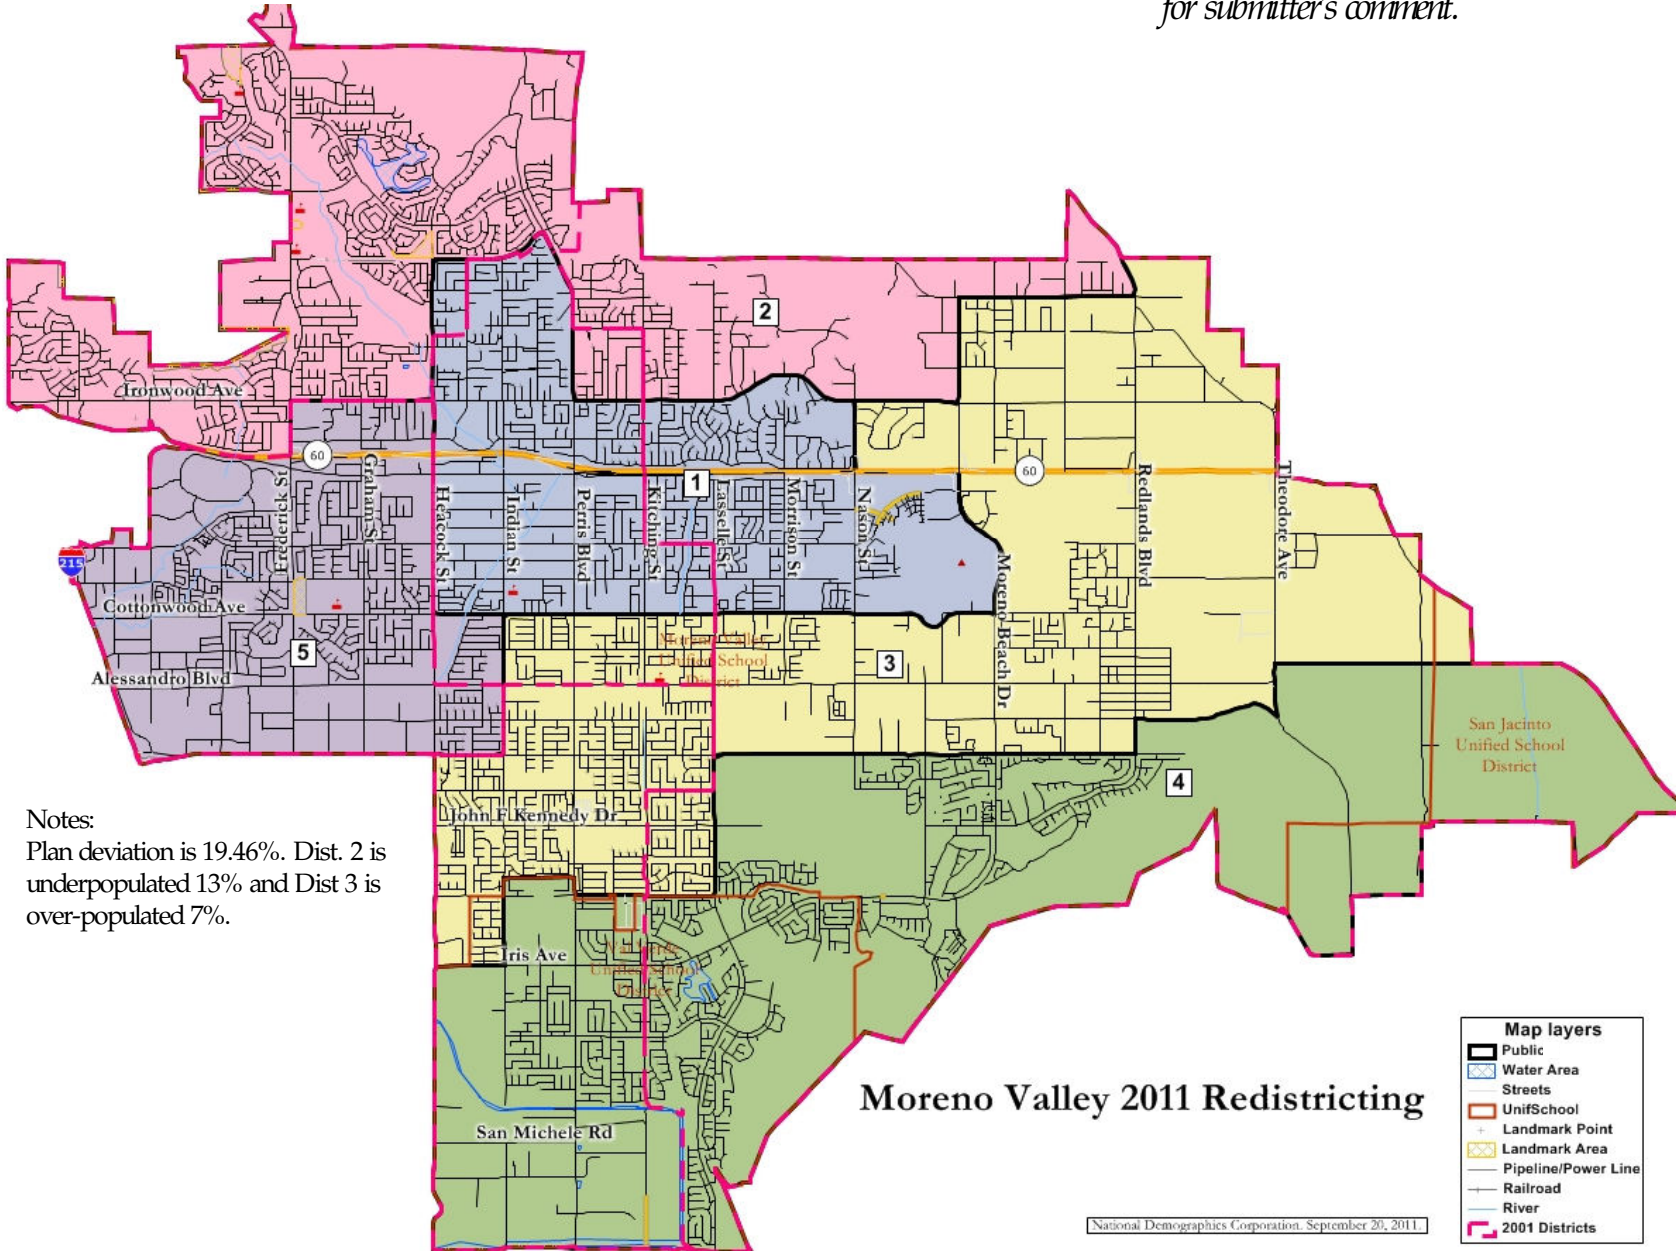 for submitter's comment.
2
Ironwood Ave
60
60
1
Frederick St
Graham St
Heacock St
Indian St
Perris Blvd
Kitching St
Lasselle St
Morrison St
Nason St
Moreno Beach Dr
Redlands Blvd
Theodore Ave
215
Cottonwood Ave
5
Alessandro Blvd
Moreno Valley
Unified School
District
3
San Jacinto
Unified School
District
4
John F Kennedy Dr
Notes:
Plan deviation is 19.46%. Dist. 2 is
underpopulated 13% and Dist 3 is
over-populated 7%.
Iris Ave
Val Verde
Unified School
District
San Michele Rd
Moreno Valley 2011 Redistricting
Map layers
Public
Water Area
Streets
UnifSchool
Landmark Point
Landmark Area
Pipeline/Power Line
Railroad
River
2001 Districts
National Demographics Corporation. September 20, 2011.